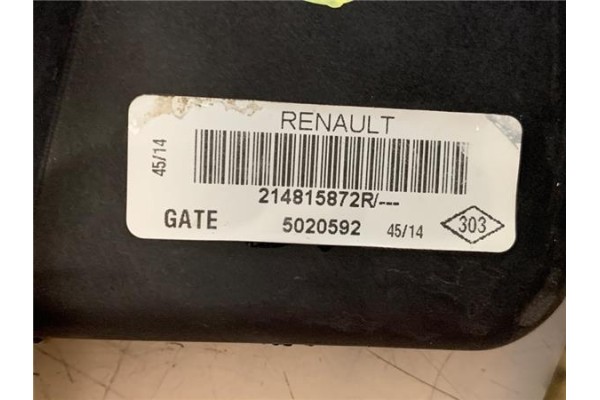 RENAULT
45/14
214815872R/---
GATE 5020592 45/14 303